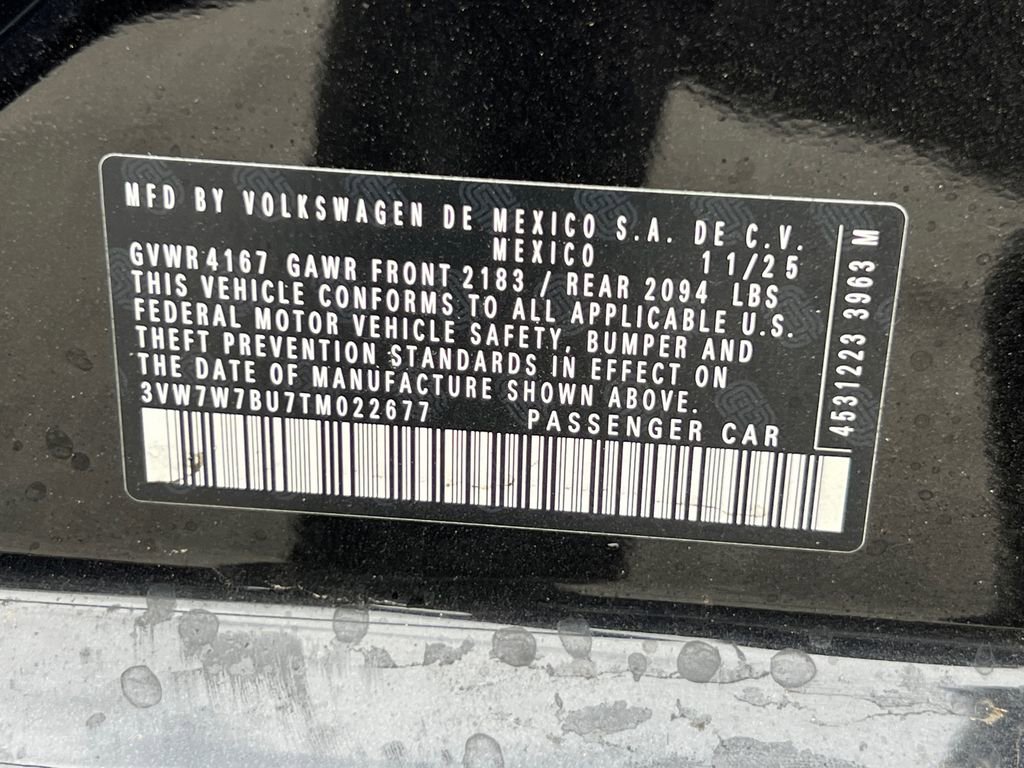 MFD BY VOLKSWAGEN DE MEXICO S.A. DE C.V.
MEXICO 11/25
GVWR 4167 GAWR FRONT 2183 / REAR 2094 LBS
THIS VEHICLE CONFORMS TO ALL APPLICABLE U.S.
FEDERAL MOTOR VEHICLE SAFETY, BUMPER AND
THEFT PREVENTION STANDARDS IN EFFECT ON
THE DATE OF MANUFACTURE SHOWN ABOVE.
3VW7W7BU7TM022677 PASSENGER CAR
4531223 3963 M